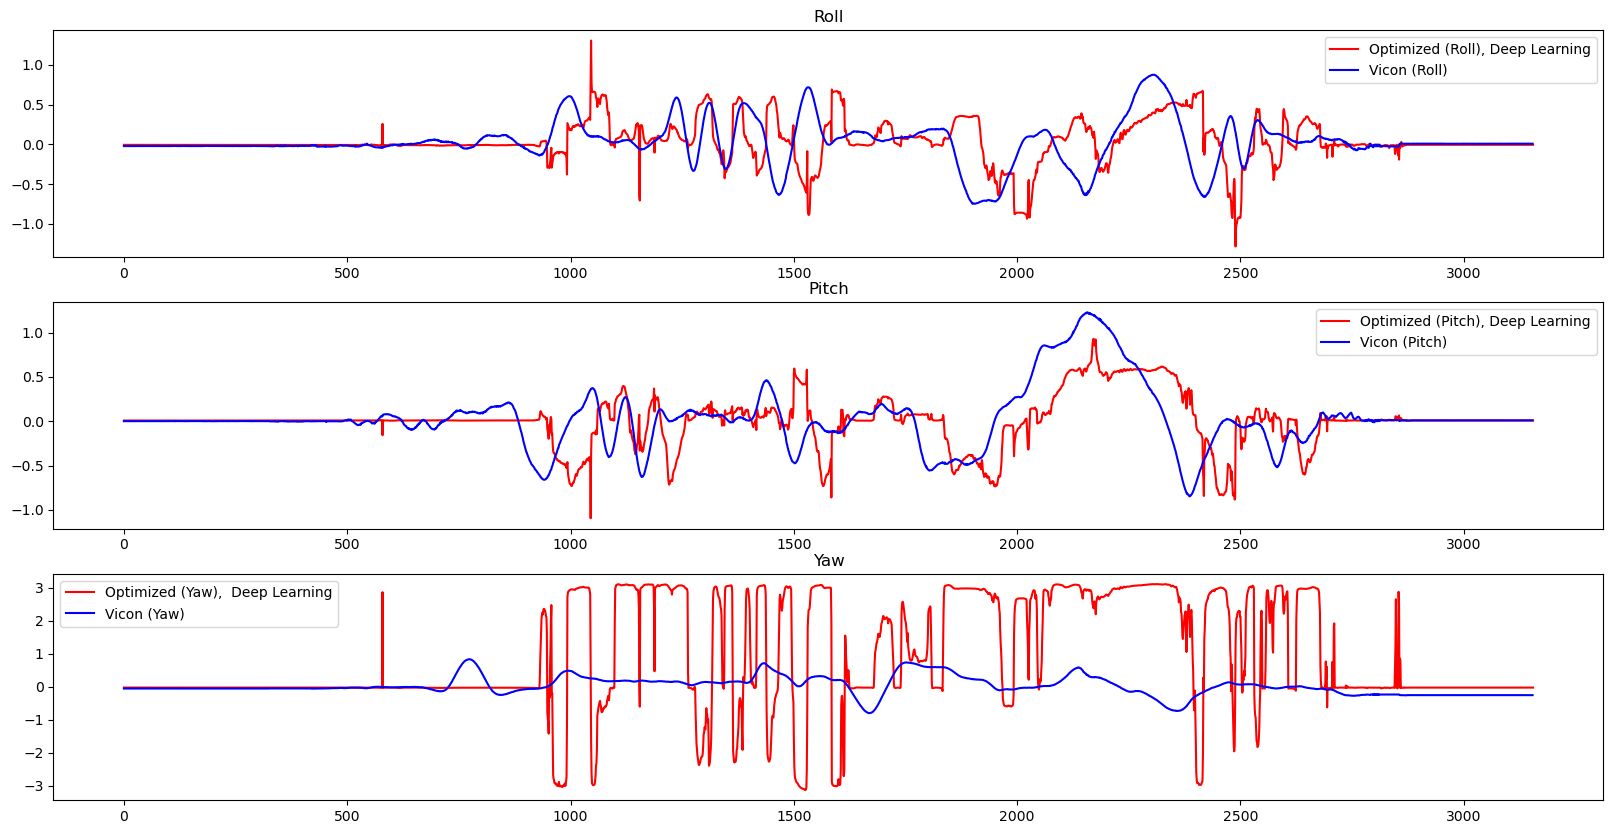 Roll
Optimized (Roll), Deep Learning
Vicon (Roll)
1.0
0.5
0.0
−0.5
−1.0
0 500 1000 1500 2000 2500 3000
Pitch
Optimized (Pitch), Deep Learning
Vicon (Pitch)
1.0
0.5
0.0
−0.5
−1.0
0 500 1000 1500 2000 2500 3000
Yaw
Optimized (Yaw),  Deep Learning
Vicon (Yaw)
3
2
1
0
−1
−2
−3
0 500 1000 1500 2000 2500 3000